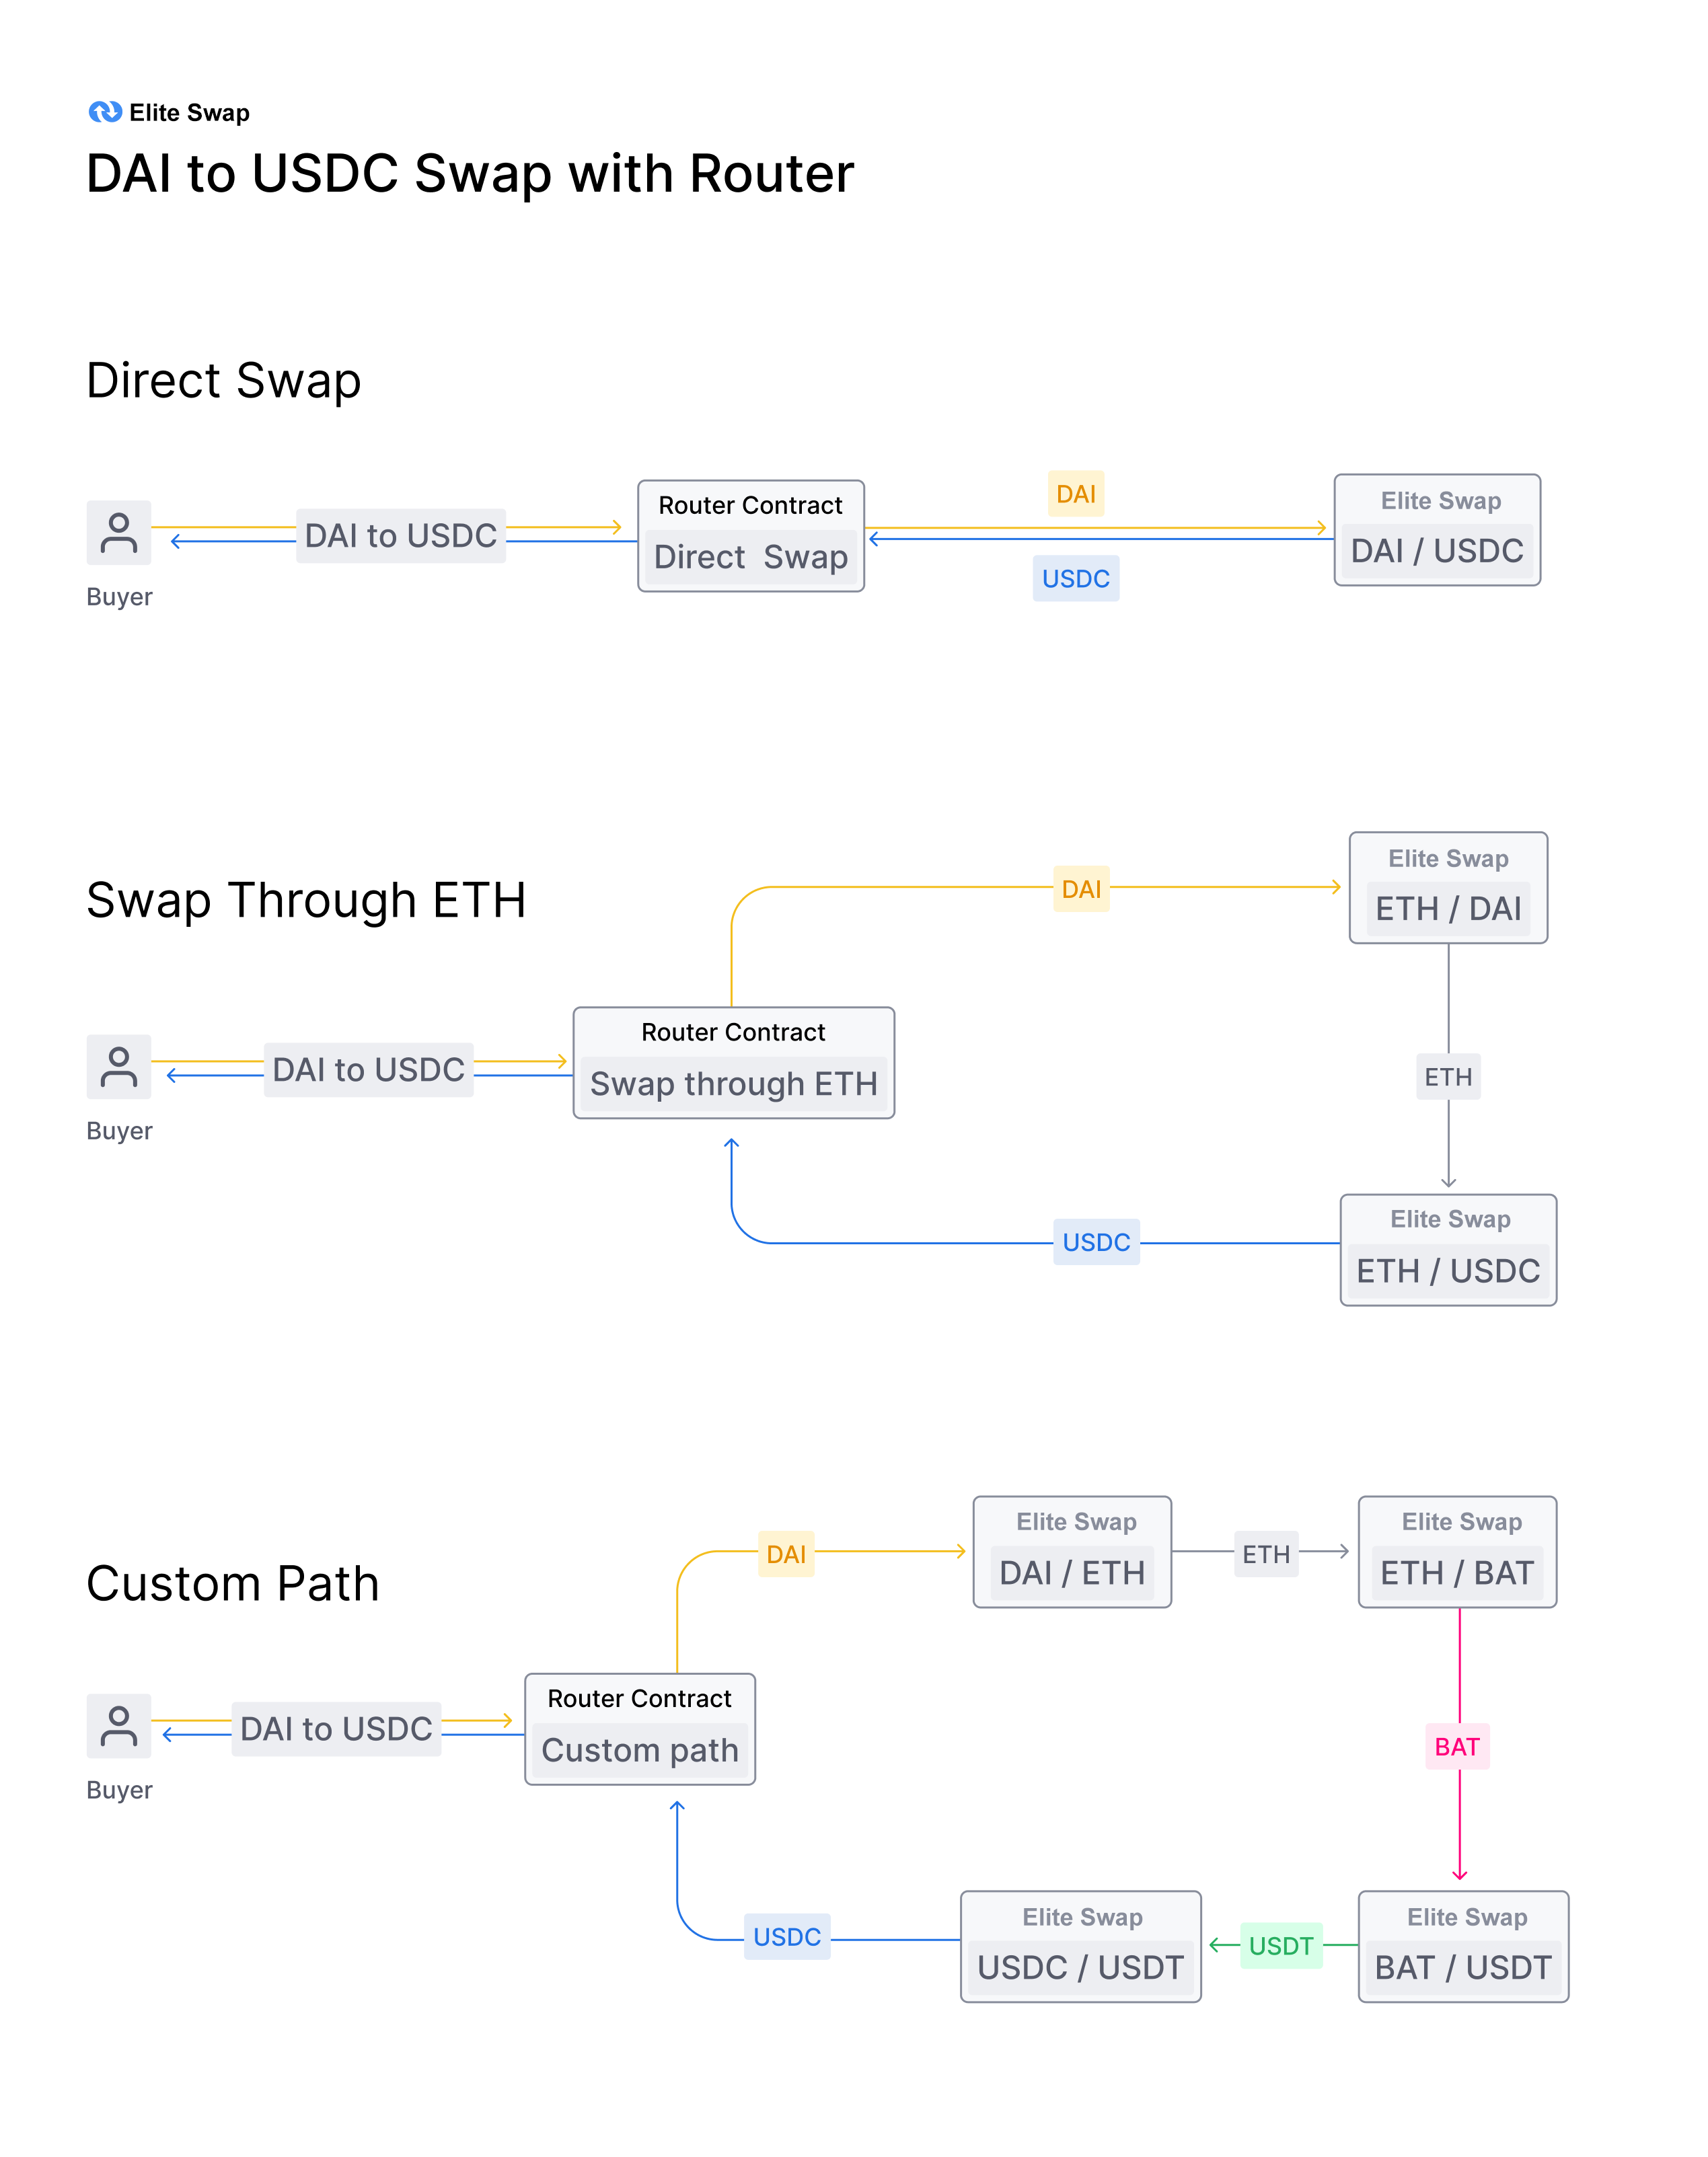 Elite Swap
DAI to USDC Swap with Router
Direct Swap
Buyer
DAI to USDC
Router Contract
Direct Swap
DAI
USDC
Elite Swap
DAI / USDC
Swap Through ETH
Buyer
DAI to USDC
Router Contract
Swap through ETH
DAI
Elite Swap
ETH / DAI
ETH
Elite Swap
ETH / USDC
USDC
Custom Path
Buyer
DAI to USDC
Router Contract
Custom path
DAI
Elite Swap
DAI / ETH
ETH
Elite Swap
ETH / BAT
BAT
Elite Swap
BAT / USDT
USDT
Elite Swap
USDC / USDT
USDC